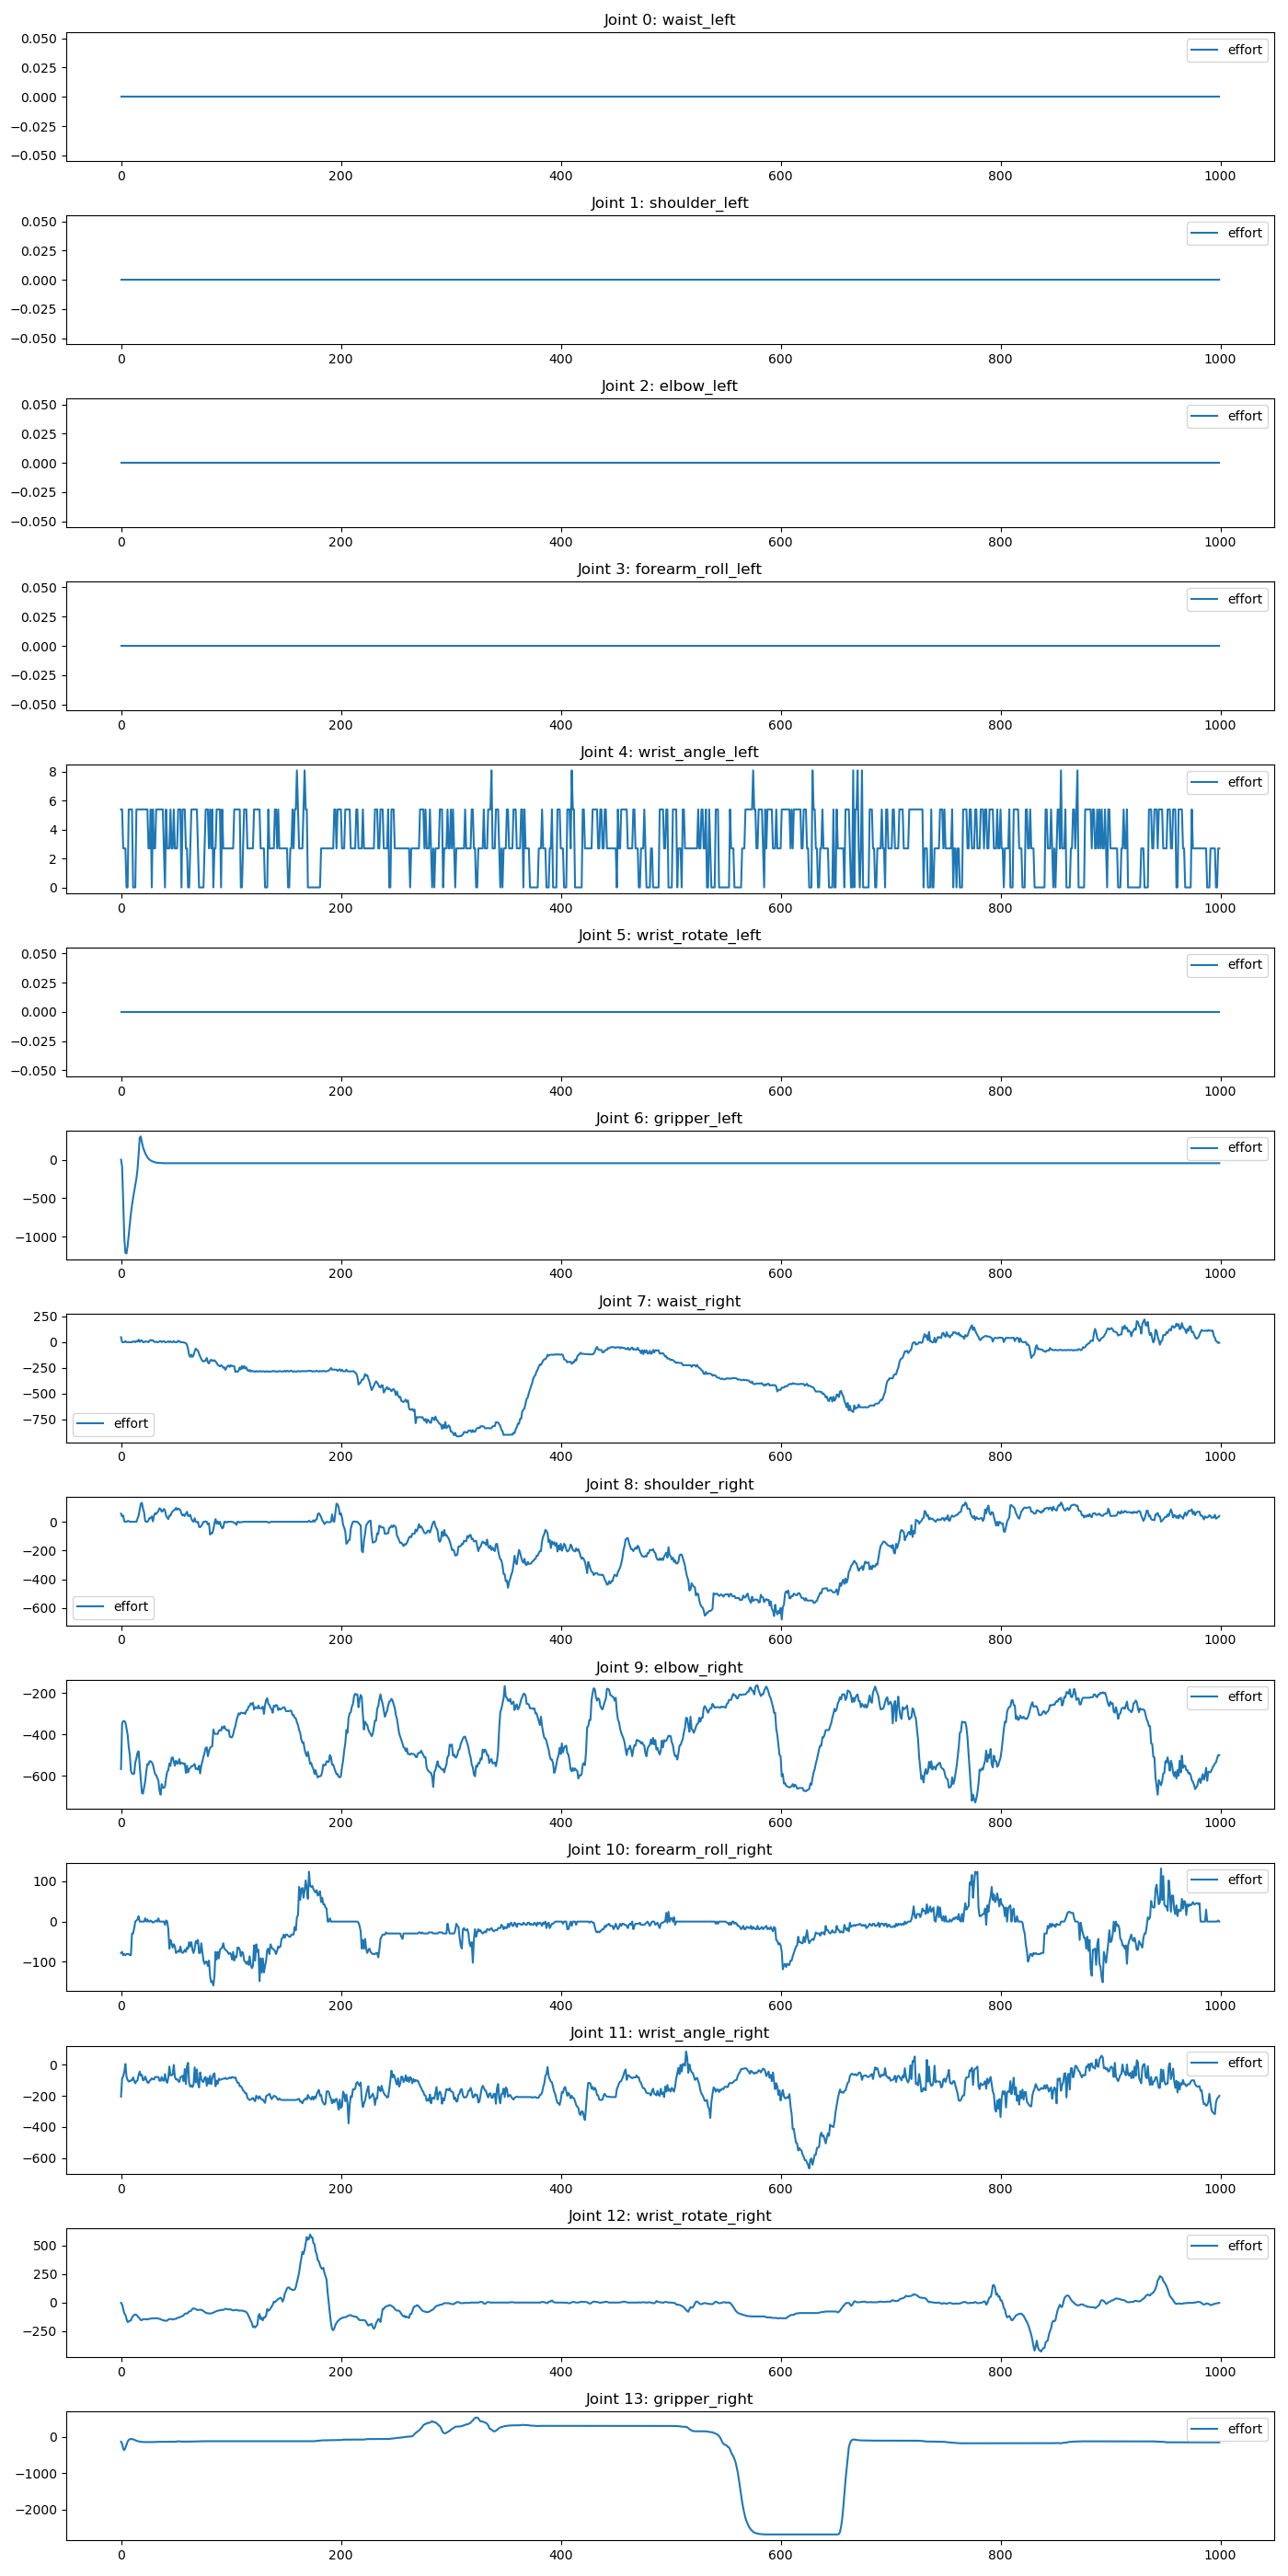 Joint 0: waist_left
0.050
0.025
0.000
−0.025
−0.050
effort
0 200 400 600 800 1000
Joint 1: shoulder_left
0.050
0.025
0.000
−0.025
−0.050
effort
0 200 400 600 800 1000
Joint 2: elbow_left
0.050
0.025
0.000
−0.025
−0.050
effort
0 200 400 600 800 1000
Joint 3: forearm_roll_left
0.050
0.025
0.000
−0.025
−0.050
effort
0 200 400 600 800 1000
Joint 4: wrist_angle_left
8
6
4
2
0
effort
0 200 400 600 800 1000
Joint 5: wrist_rotate_left
0.050
0.025
0.000
−0.025
−0.050
effort
0 200 400 600 800 1000
Joint 6: gripper_left
0
−500
−1000
effort
0 200 400 600 800 1000
Joint 7: waist_right
250
0
−250
−500
−750
effort
0 200 400 600 800 1000
Joint 8: shoulder_right
0
−200
−400
−600
effort
0 200 400 600 800 1000
Joint 9: elbow_right
−200
−400
−600
effort
0 200 400 600 800 1000
Joint 10: forearm_roll_right
100
0
−100
effort
0 200 400 600 800 1000
Joint 11: wrist_angle_right
0
−200
−400
−600
effort
0 200 400 600 800 1000
Joint 12: wrist_rotate_right
500
250
0
−250
effort
0 200 400 600 800 1000
Joint 13: gripper_right
0
−1000
−2000
effort
0 200 400 600 800 1000